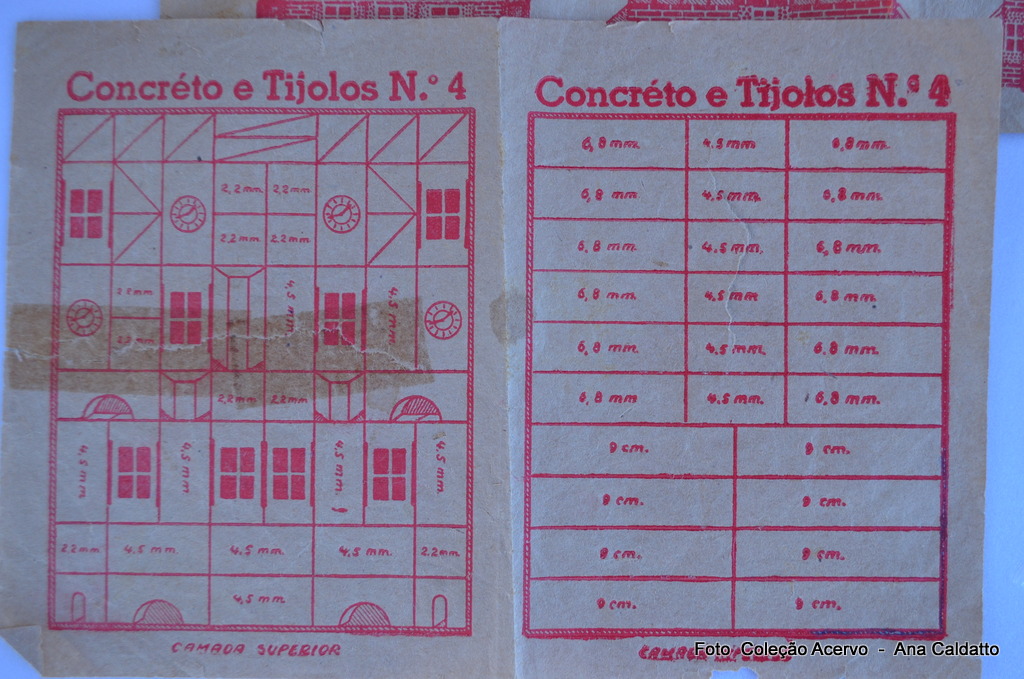 Concréto e Tijolos N.º 4
2,2 mm. 2,2 mm.
2,2 mm. 2,2 mm.
2,2 mm.
4,5 mm.
4,5 mm.
2,2 mm.
2,2 mm. 2,2 mm.
4,5 mm
4,5 mm
4,5 mm.
4,5 mm.
2,2 mm. 4,5 mm. 4,5 mm. 4,5 mm. 2,2 mm.
4,5 mm.
CAMADA SUPERIOR
Concréto e Tijolos N.º 4
6,8 mm. 4,5 mm. 6,8 mm.
6,8 mm. 4,5 mm. 6,8 mm.
6,8 mm. 4,5 mm. 6,8 mm.
6,8 mm. 4,5 mm 6,8 mm.
6,8 mm. 4,5 mm. 6,8 mm.
6,8 mm. 4,5 mm. 6,8 mm.
9 cm. 9 cm.
9 cm. 9 cm.
9 cm. 9 cm.
9 cm. 9 cm.
CAMADA
Foto Coleção Acervo - Ana Caldatto